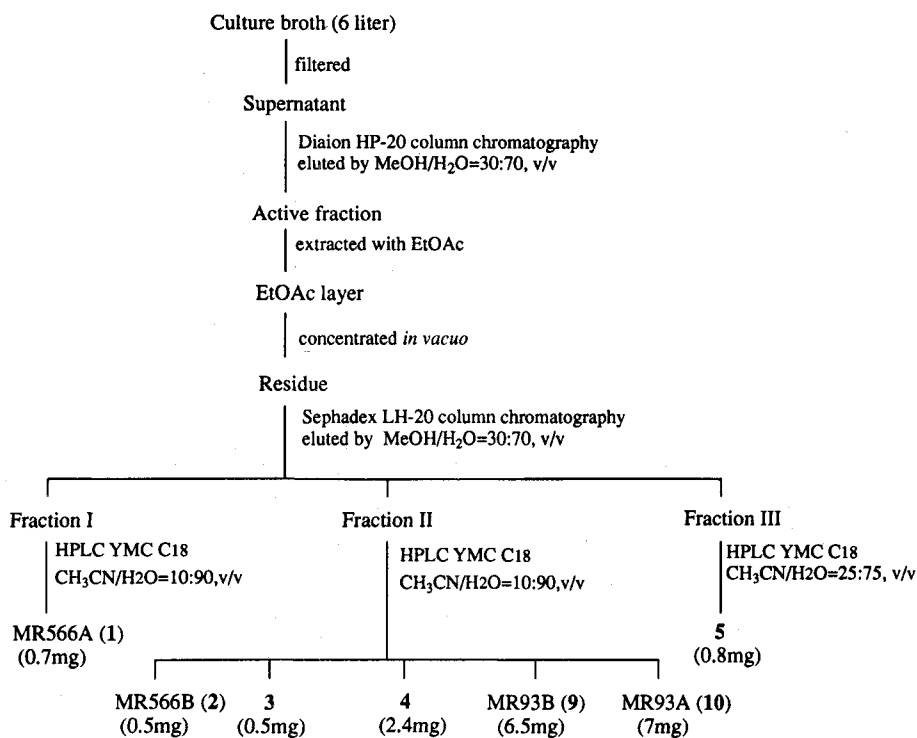 Culture broth (6 liter)
filtered
Supernatant
Diaion HP-20 column chromatography
eluted by MeOH/H2O=30:70, v/v
Active fraction
extracted with EtOAc
EtOAc layer
concentrated in vacuo
Residue
Sephadex LH-20 column chromatography
eluted by MeOH/H2O=30:70, v/v
Fraction I
HPLC YMC C18
CH3CN/H2O=10:90,v/v
MR566A (1)
(0.7mg)
Fraction II
HPLC YMC C18
CH3CN/H2O=10:90,v/v
MR566B (2)
(0.5mg)
3
(0.5mg)
4
(2.4mg)
MR93B (9)
(6.5mg)
MR93A (10)
(7mg)
Fraction III
HPLC YMC C18
CH3CN/H2O=25:75, v/v
5
(0.8mg)